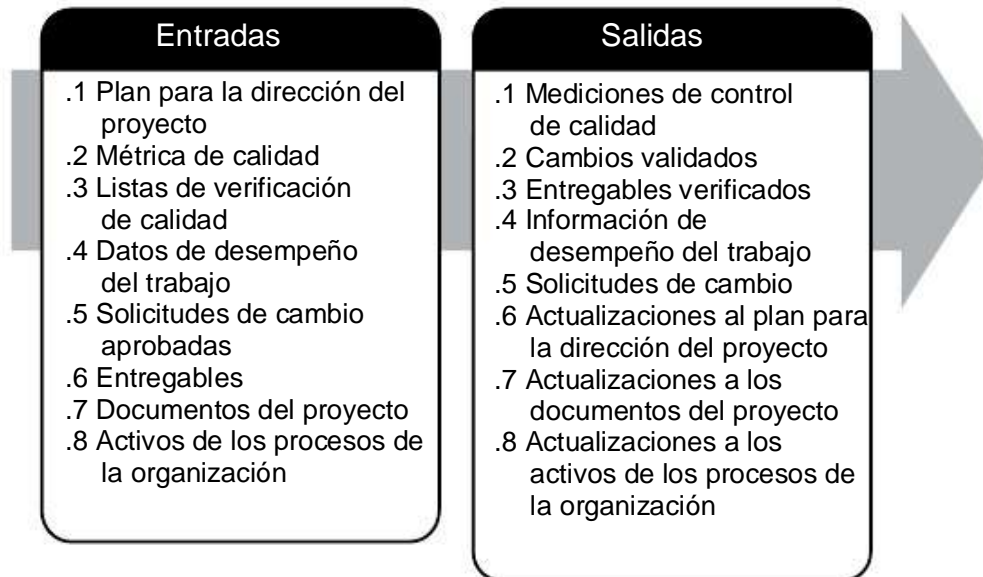 Entradas
.1 Plan para la dirección del
proyecto
.2 Métrica de calidad
.3 Listas de verificación
de calidad
.4 Datos de desempeño
del trabajo
.5 Solicitudes de cambio
aprobadas
.6 Entregables
.7 Documentos del proyecto
.8 Activos de los procesos de
la organización
Salidas
.1 Mediciones de control
de calidad
.2 Cambios validados
.3 Entregables verificados
.4 Información de
desempeño del trabajo
.5 Solicitudes de cambio
.6 Actualizaciones al plan para
la dirección del proyecto
.7 Actualizaciones a los
documentos del proyecto
.8 Actualizaciones a los
activos de los procesos de
la organización